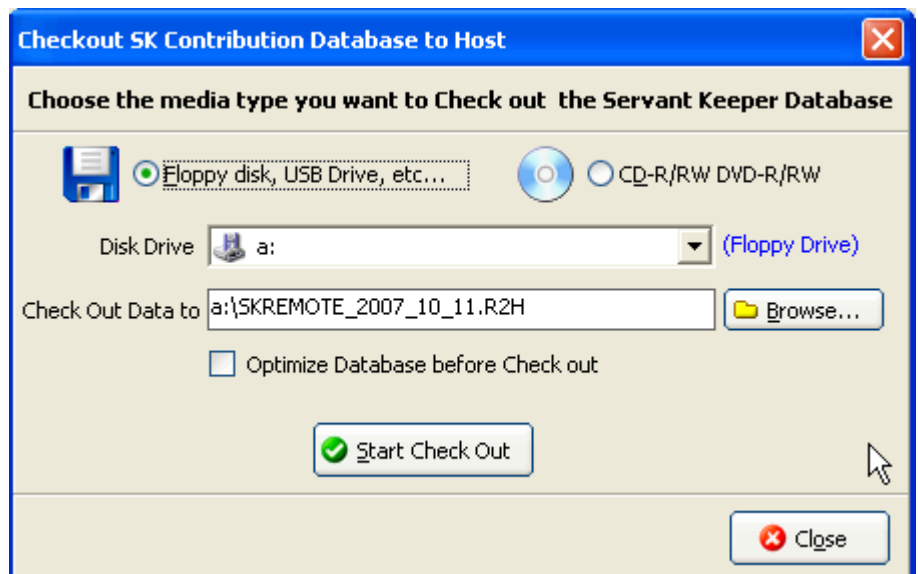 Checkout SK Contribution Database to Host
Choose the media type you want to Check out the Servant Keeper Database
Floppy disk, USB Drive, etc...
CD-R/RW DVD-R/RW
Disk Drive a: (Floppy Drive)
Check Out Data to a:\SKREMOTE_2007_10_11.R2H Browse...
Optimize Database before Check out
Start Check Out
Close